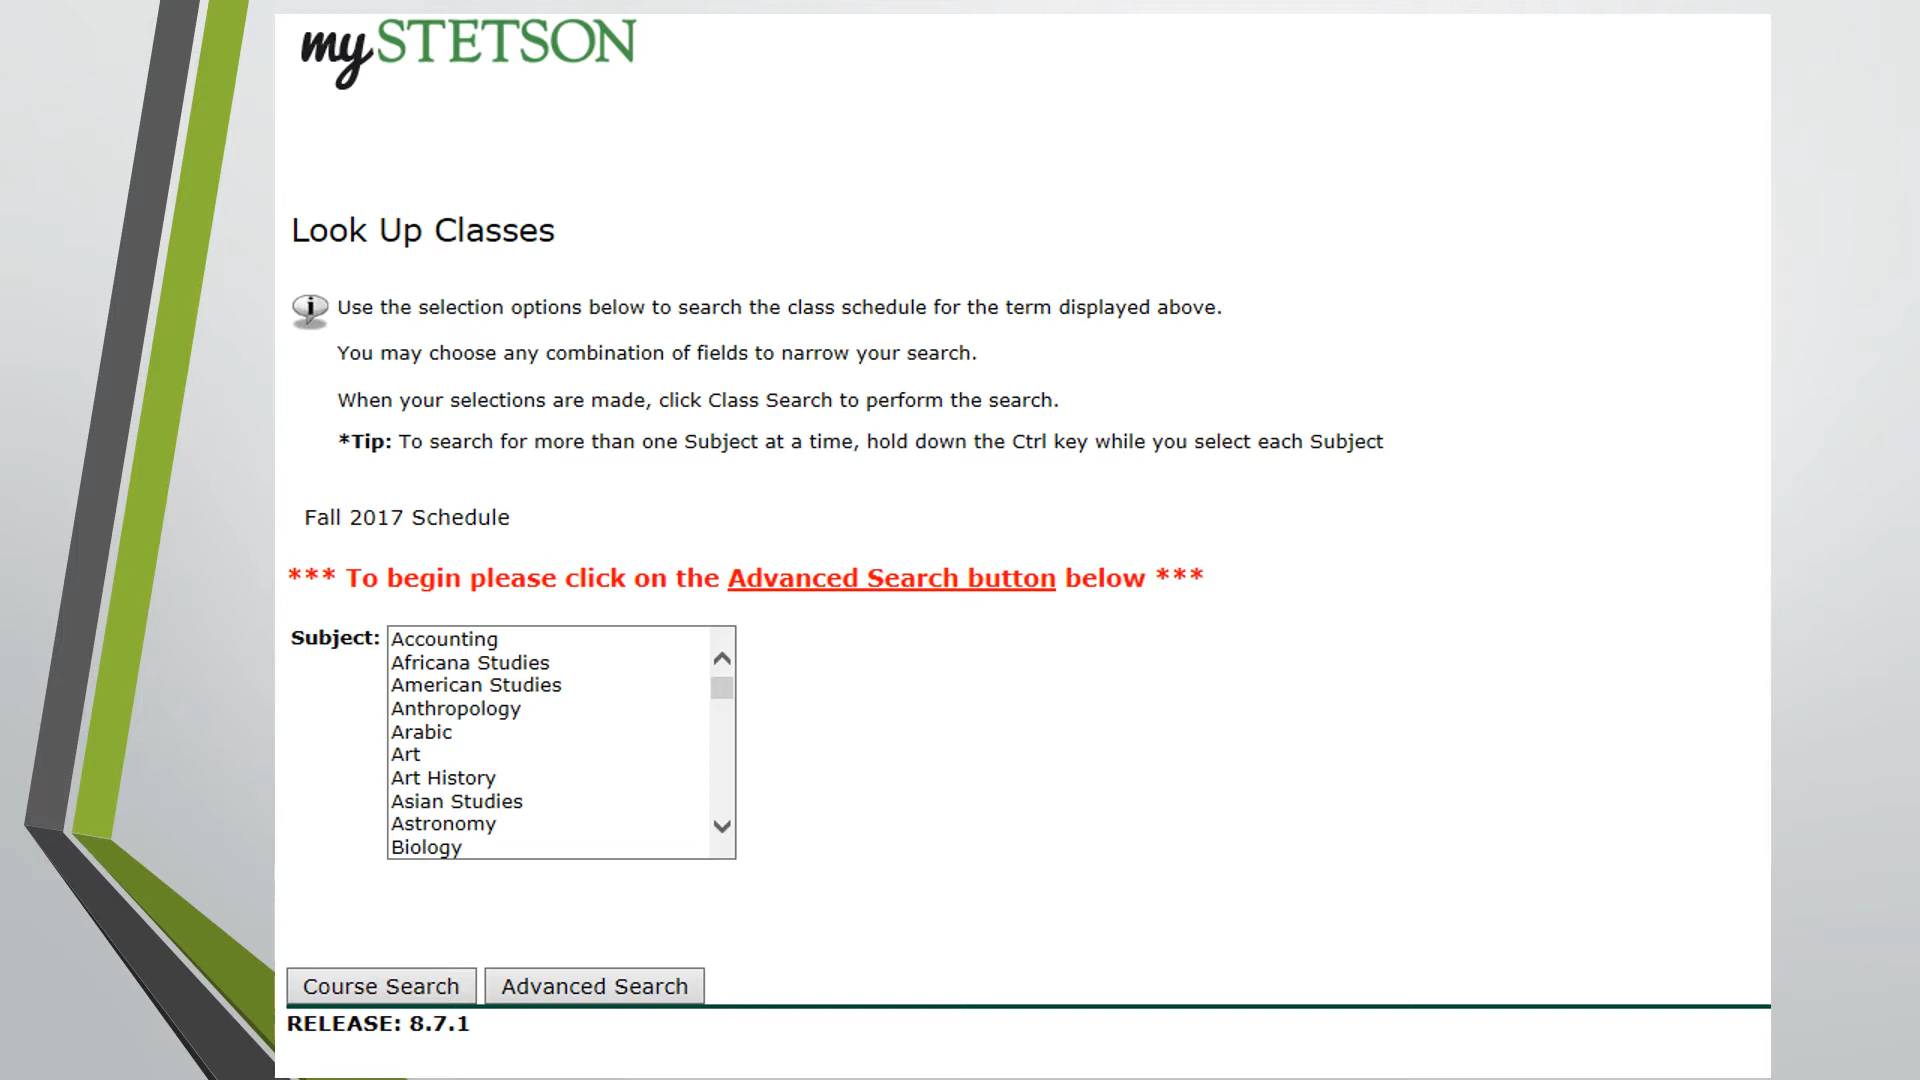 mySTETSON
Look Up Classes
Use the selection options below to search the class schedule for the term displayed above.
You may choose any combination of fields to narrow your search.
When your selections are made, click Class Search to perform the search.
*Tip: To search for more than one Subject at a time, hold down the Ctrl key while you select each Subject
Fall 2017 Schedule
*** To begin please click on the Advanced Search button below ***
Subject:
Accounting
Africana Studies
American Studies
Anthropology
Arabic
Art
Art History
Asian Studies
Astronomy
Biology
Course Search Advanced Search
RELEASE: 8.7.1